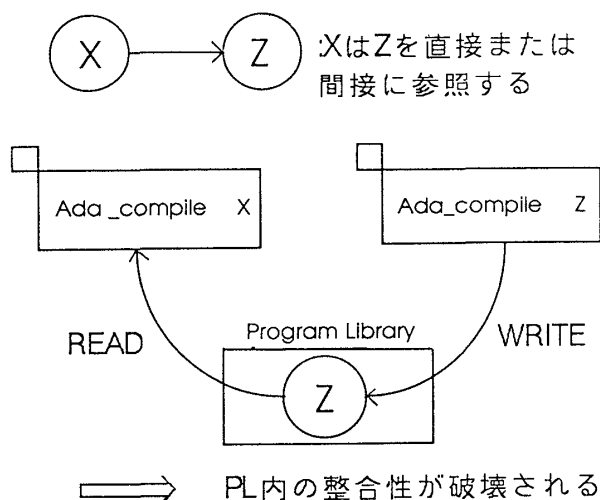 X
Z
:XはZを直接または
間接に参照する
Ada_compile X
Ada_compile Z
READ
Program Library
WRITE
Z
PL内の整合性が破壊される